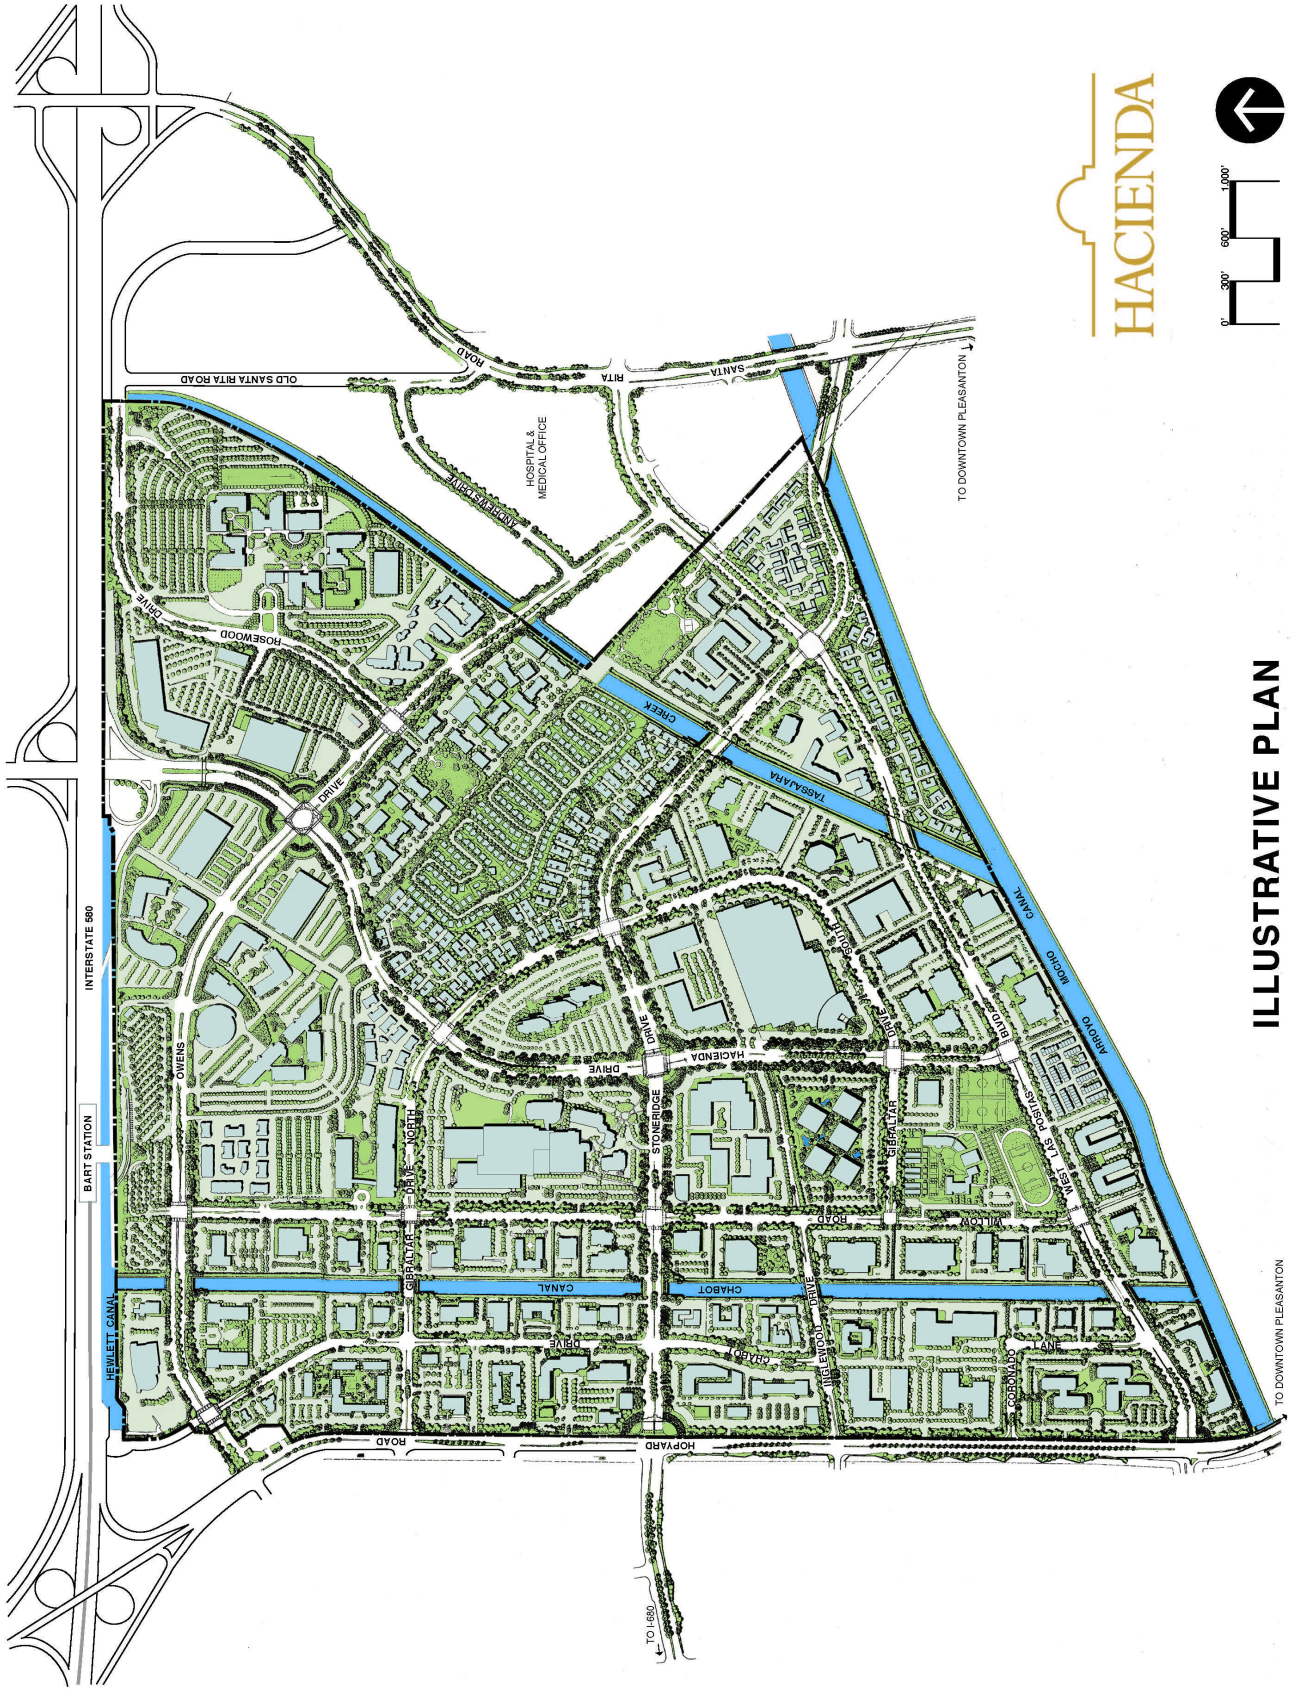 HACIENDA
0' 300' 600' 1,000'
ILLUSTRATIVE PLAN
INTERSTATE 580
BART STATION
HEWLETT CANAL
OLD SANTA RITA ROAD
SANTA
RITA
ROAD
HOSPITAL &
MEDICAL OFFICE
ANDREWS DRIVE
TO DOWNTOWN PLEASANTON
ROSEWOOD
DRIVE
OWENS
DRIVE
TASSAJARA
CREEK
ARROYO
MOCHO
CANAL
STONERIDGE
DRIVE
HACIENDA
DRIVE
GIBRALTAR
DRIVE
NORTH
GIBRALTAR
DRIVE
SOUTH
WEST LAS POSITAS
BLVD.
WILLOW
ROAD
CHABOT
CANAL
CHABOT
DRIVE
INGLEWOOD
DRIVE
CORONADO
LANE
HOPYARD
ROAD
TO I-680
TO DOWNTOWN PLEASANTON